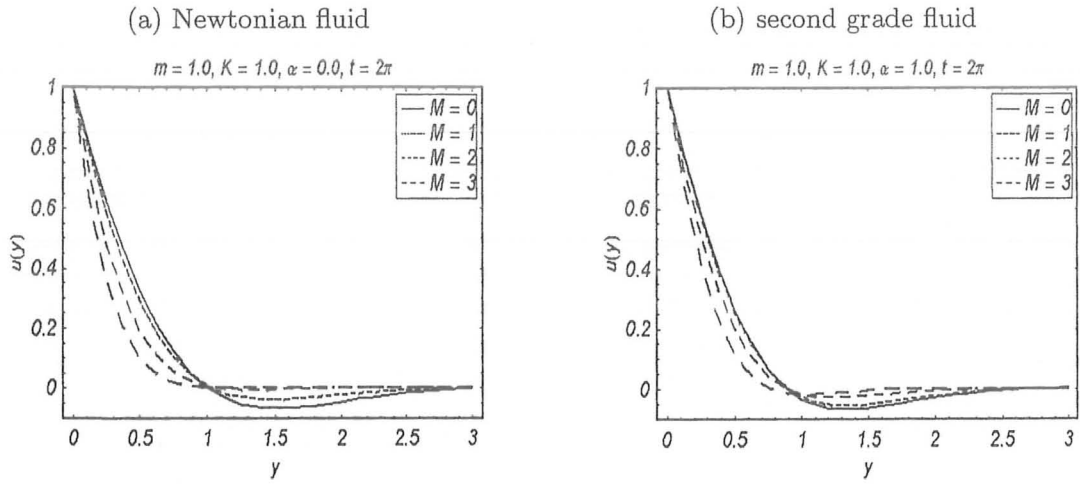 (a) Newtonian fluid
m = 1.0, K = 1.0, α = 0.0, t = 2π
1
0.8
0.6
0.4
0.2
0
u(y)
M = 0
M = 1
M = 2
M = 3
0 0.5 1 1.5 2 2.5 3
y
(b) second grade fluid
m = 1.0, K = 1.0, α = 1.0, t = 2π
1
0.8
0.6
0.4
0.2
0
u(y)
M = 0
M = 1
M = 2
M = 3
0 0.5 1 1.5 2 2.5 3
y